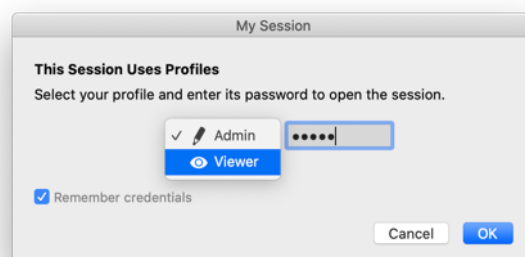 My Session
This Session Uses Profiles
Select your profile and enter its password to open the session.
Admin
Viewer
Remember credentials
Cancel OK